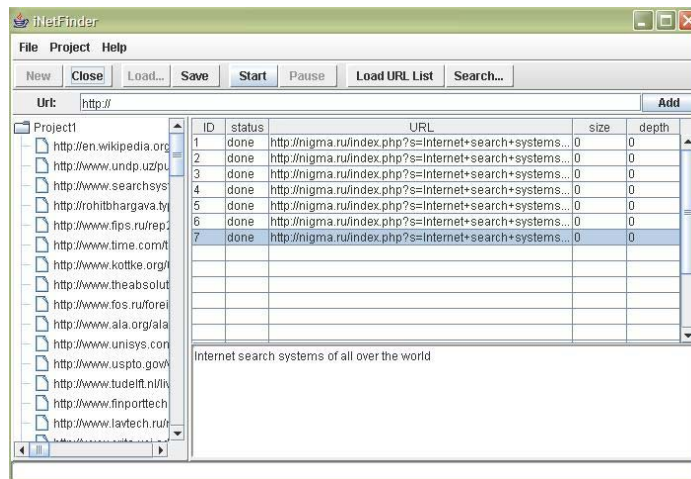 iNetFinder
File Project Help
New Close Load... Save Start Pause Load URL List Search...
Url: http:// Add
Project1
http://en.wikipedia.org
http://www.undp.uz/pu
http://www.searchsys
http://rohitbhargava.ty
http://www.fips.ru/rep2
http://www.time.com/t
http://www.kottke.org/
http://www.theabsolut
http://www.fos.ru/forei
http://www.ala.org/ala
http://www.unisys.con
http://www.uspto.gov/
http://www.tudelft.nl/liv
http://www.finporttech
http://www.lavtech.ru/r
ID status URL size depth
1 done http://nigma.ru/index.php?s=Internet+search+systems... 0 0
2 done http://nigma.ru/index.php?s=Internet+search+systems... 0 0
3 done http://nigma.ru/index.php?s=Internet+search+systems... 0 0
4 done http://nigma.ru/index.php?s=Internet+search+systems... 0 0
5 done http://nigma.ru/index.php?s=Internet+search+systems... 0 0
6 done http://nigma.ru/index.php?s=Internet+search+systems... 0 0
7 done http://nigma.ru/index.php?s=Internet+search+systems... 0 0
Internet search systems of all over the world